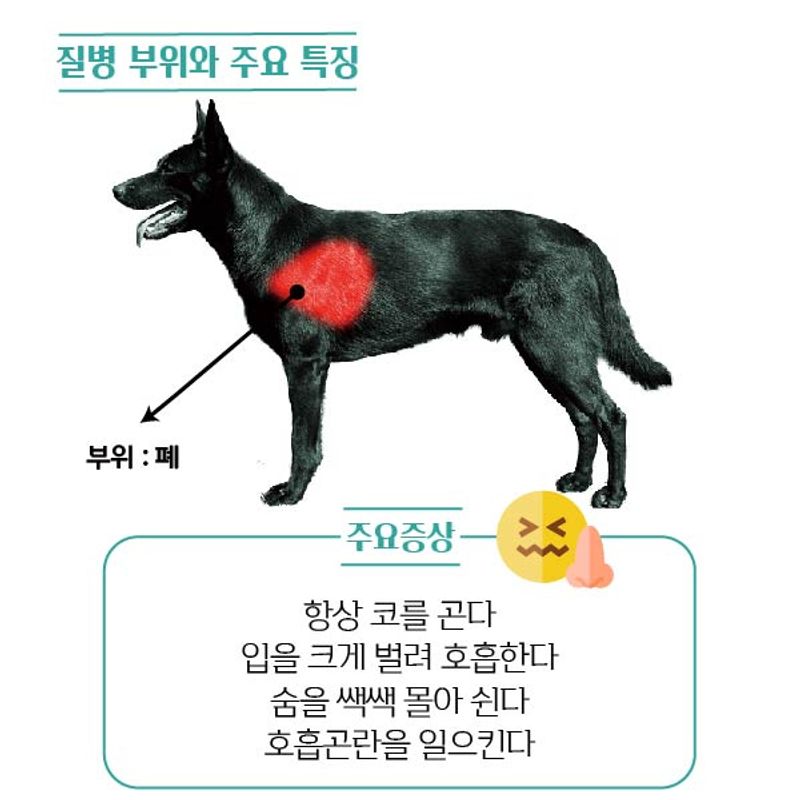 질병 부위와 주요 특징
부위 : 폐
주요증상
항상 코를 곤다
입을 크게 벌려 호흡한다
숨을 쌕쌕 몰아 쉰다
호흡곤란을 일으킨다